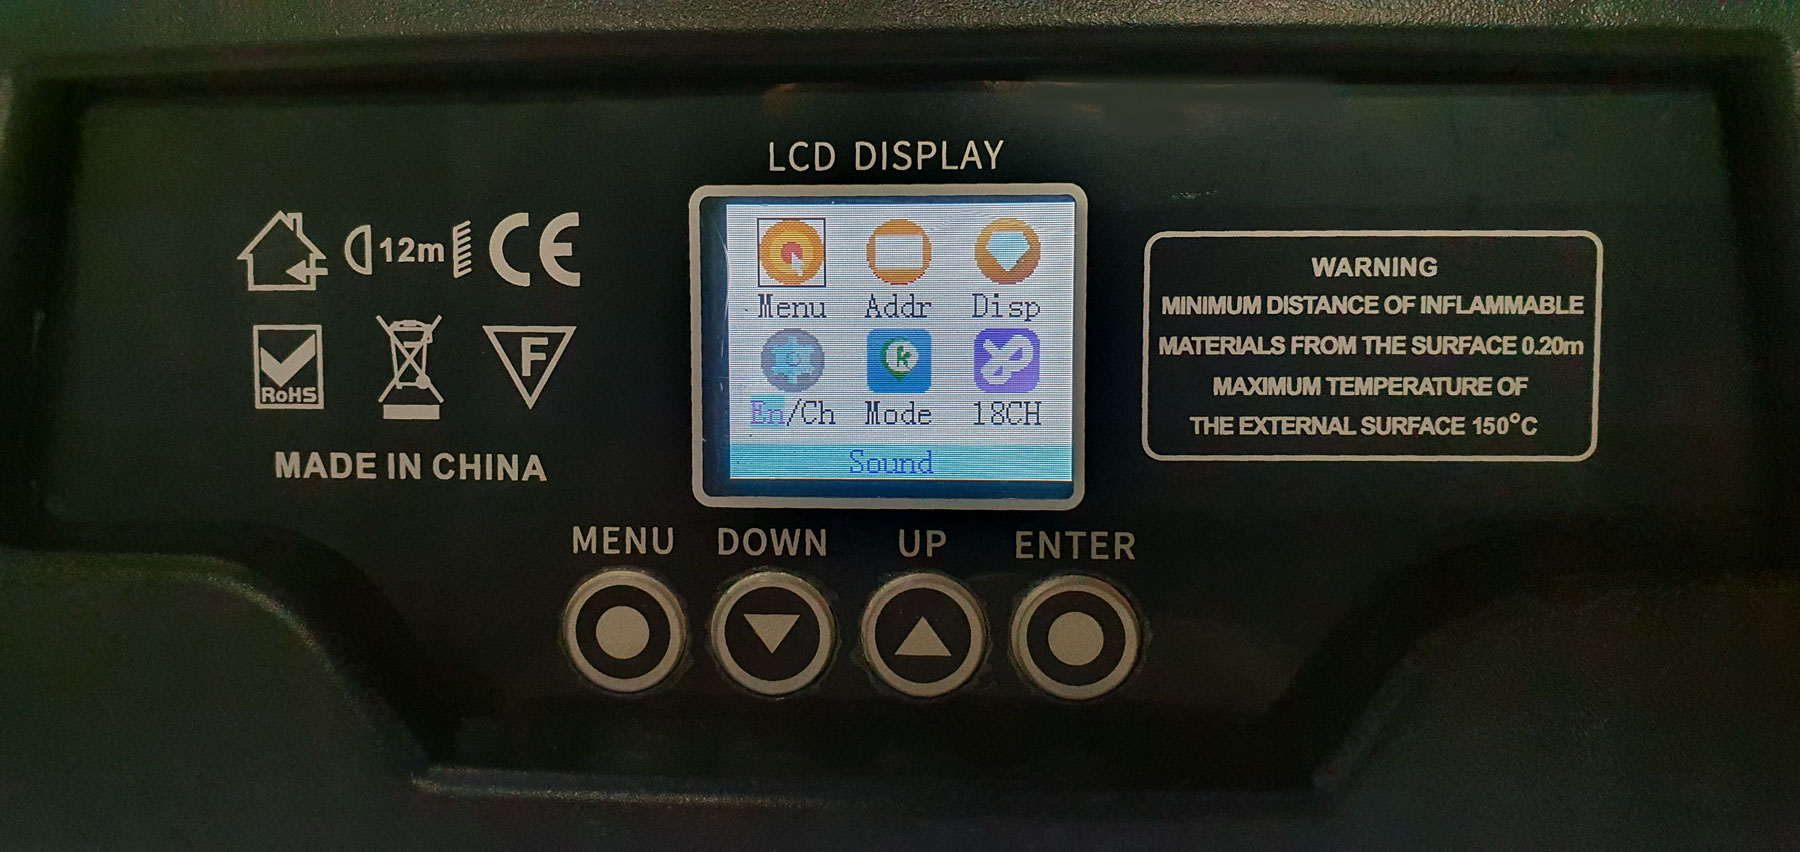 LCD DISPLAY
12m CE
RoHS F
MADE IN CHINA
Menu Addr Disp
En/Ch Mode 18CH
Sound
WARNING
MINIMUM DISTANCE OF INFLAMMABLE
MATERIALS FROM THE SURFACE 0.20m
MAXIMUM TEMPERATURE OF
THE EXTERNAL SURFACE 150°C
MENU DOWN UP ENTER